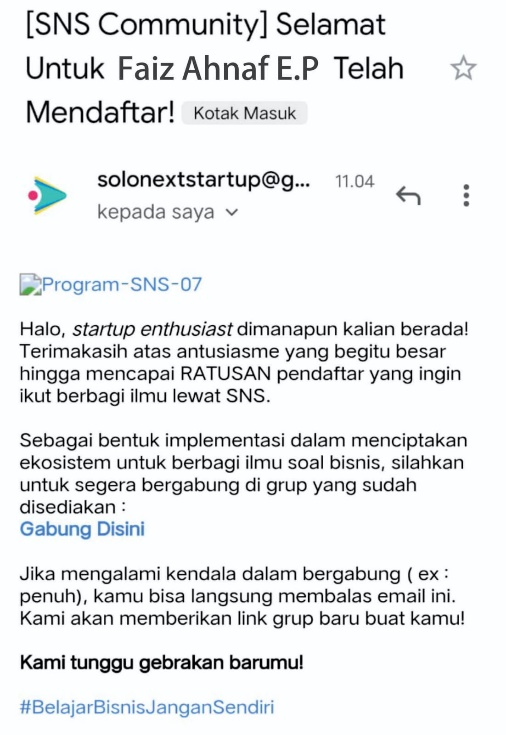 [SNS Community] Selamat
Untuk Faiz Ahnaf E.P Telah
Mendaftar! Kotak Masuk
solonextstartup@g... 11.04
kepada saya
Program-SNS-07
Halo, startup enthusiast dimanapun kalian berada!
Terimakasih atas antusiasme yang begitu besar
hingga mencapai RATUSAN pendaftar yang ingin
ikut berbagi ilmu lewat SNS.
Sebagai bentuk implementasi dalam menciptakan
ekosistem untuk berbagi ilmu soal bisnis, silahkan
untuk segera bergabung di grup yang sudah
disediakan :
Gabung Disini
Jika mengalami kendala dalam bergabung ( ex :
penuh), kamu bisa langsung membalas email ini.
Kami akan memberikan link grup baru buat kamu!
Kami tunggu gebrakan barumu!
#BelajarBisnisJanganSendiri